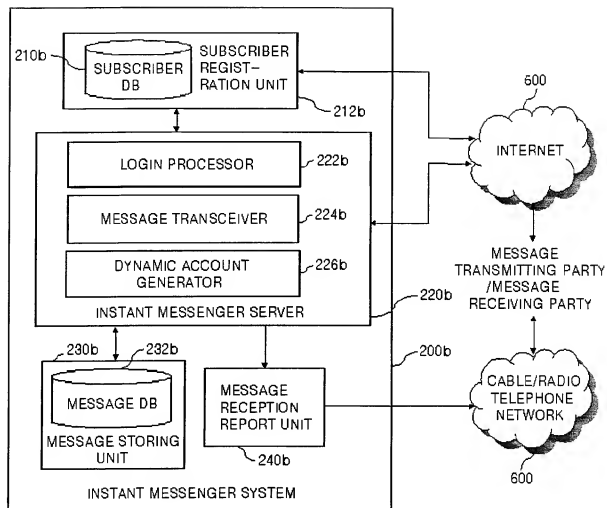 210b
SUBSCRIBER
DB
SUBSCRIBER
REGIST-
RATION UNIT
212b
LOGIN PROCESSOR
222b
MESSAGE TRANSCEIVER
224b
DYNAMIC ACCOUNT
GENERATOR
226b
INSTANT MESSENGER SERVER
220b
230b
232b
MESSAGE DB
MESSAGE STORING
UNIT
MESSAGE
RECEPTION
REPORT UNIT
240b
200b
INSTANT MESSENGER SYSTEM
600
INTERNET
MESSAGE
TRANSMITTING PARTY
/MESSAGE
RECEIVING PARTY
CABLE/RADIO
TELEPHONE
NETWORK
600